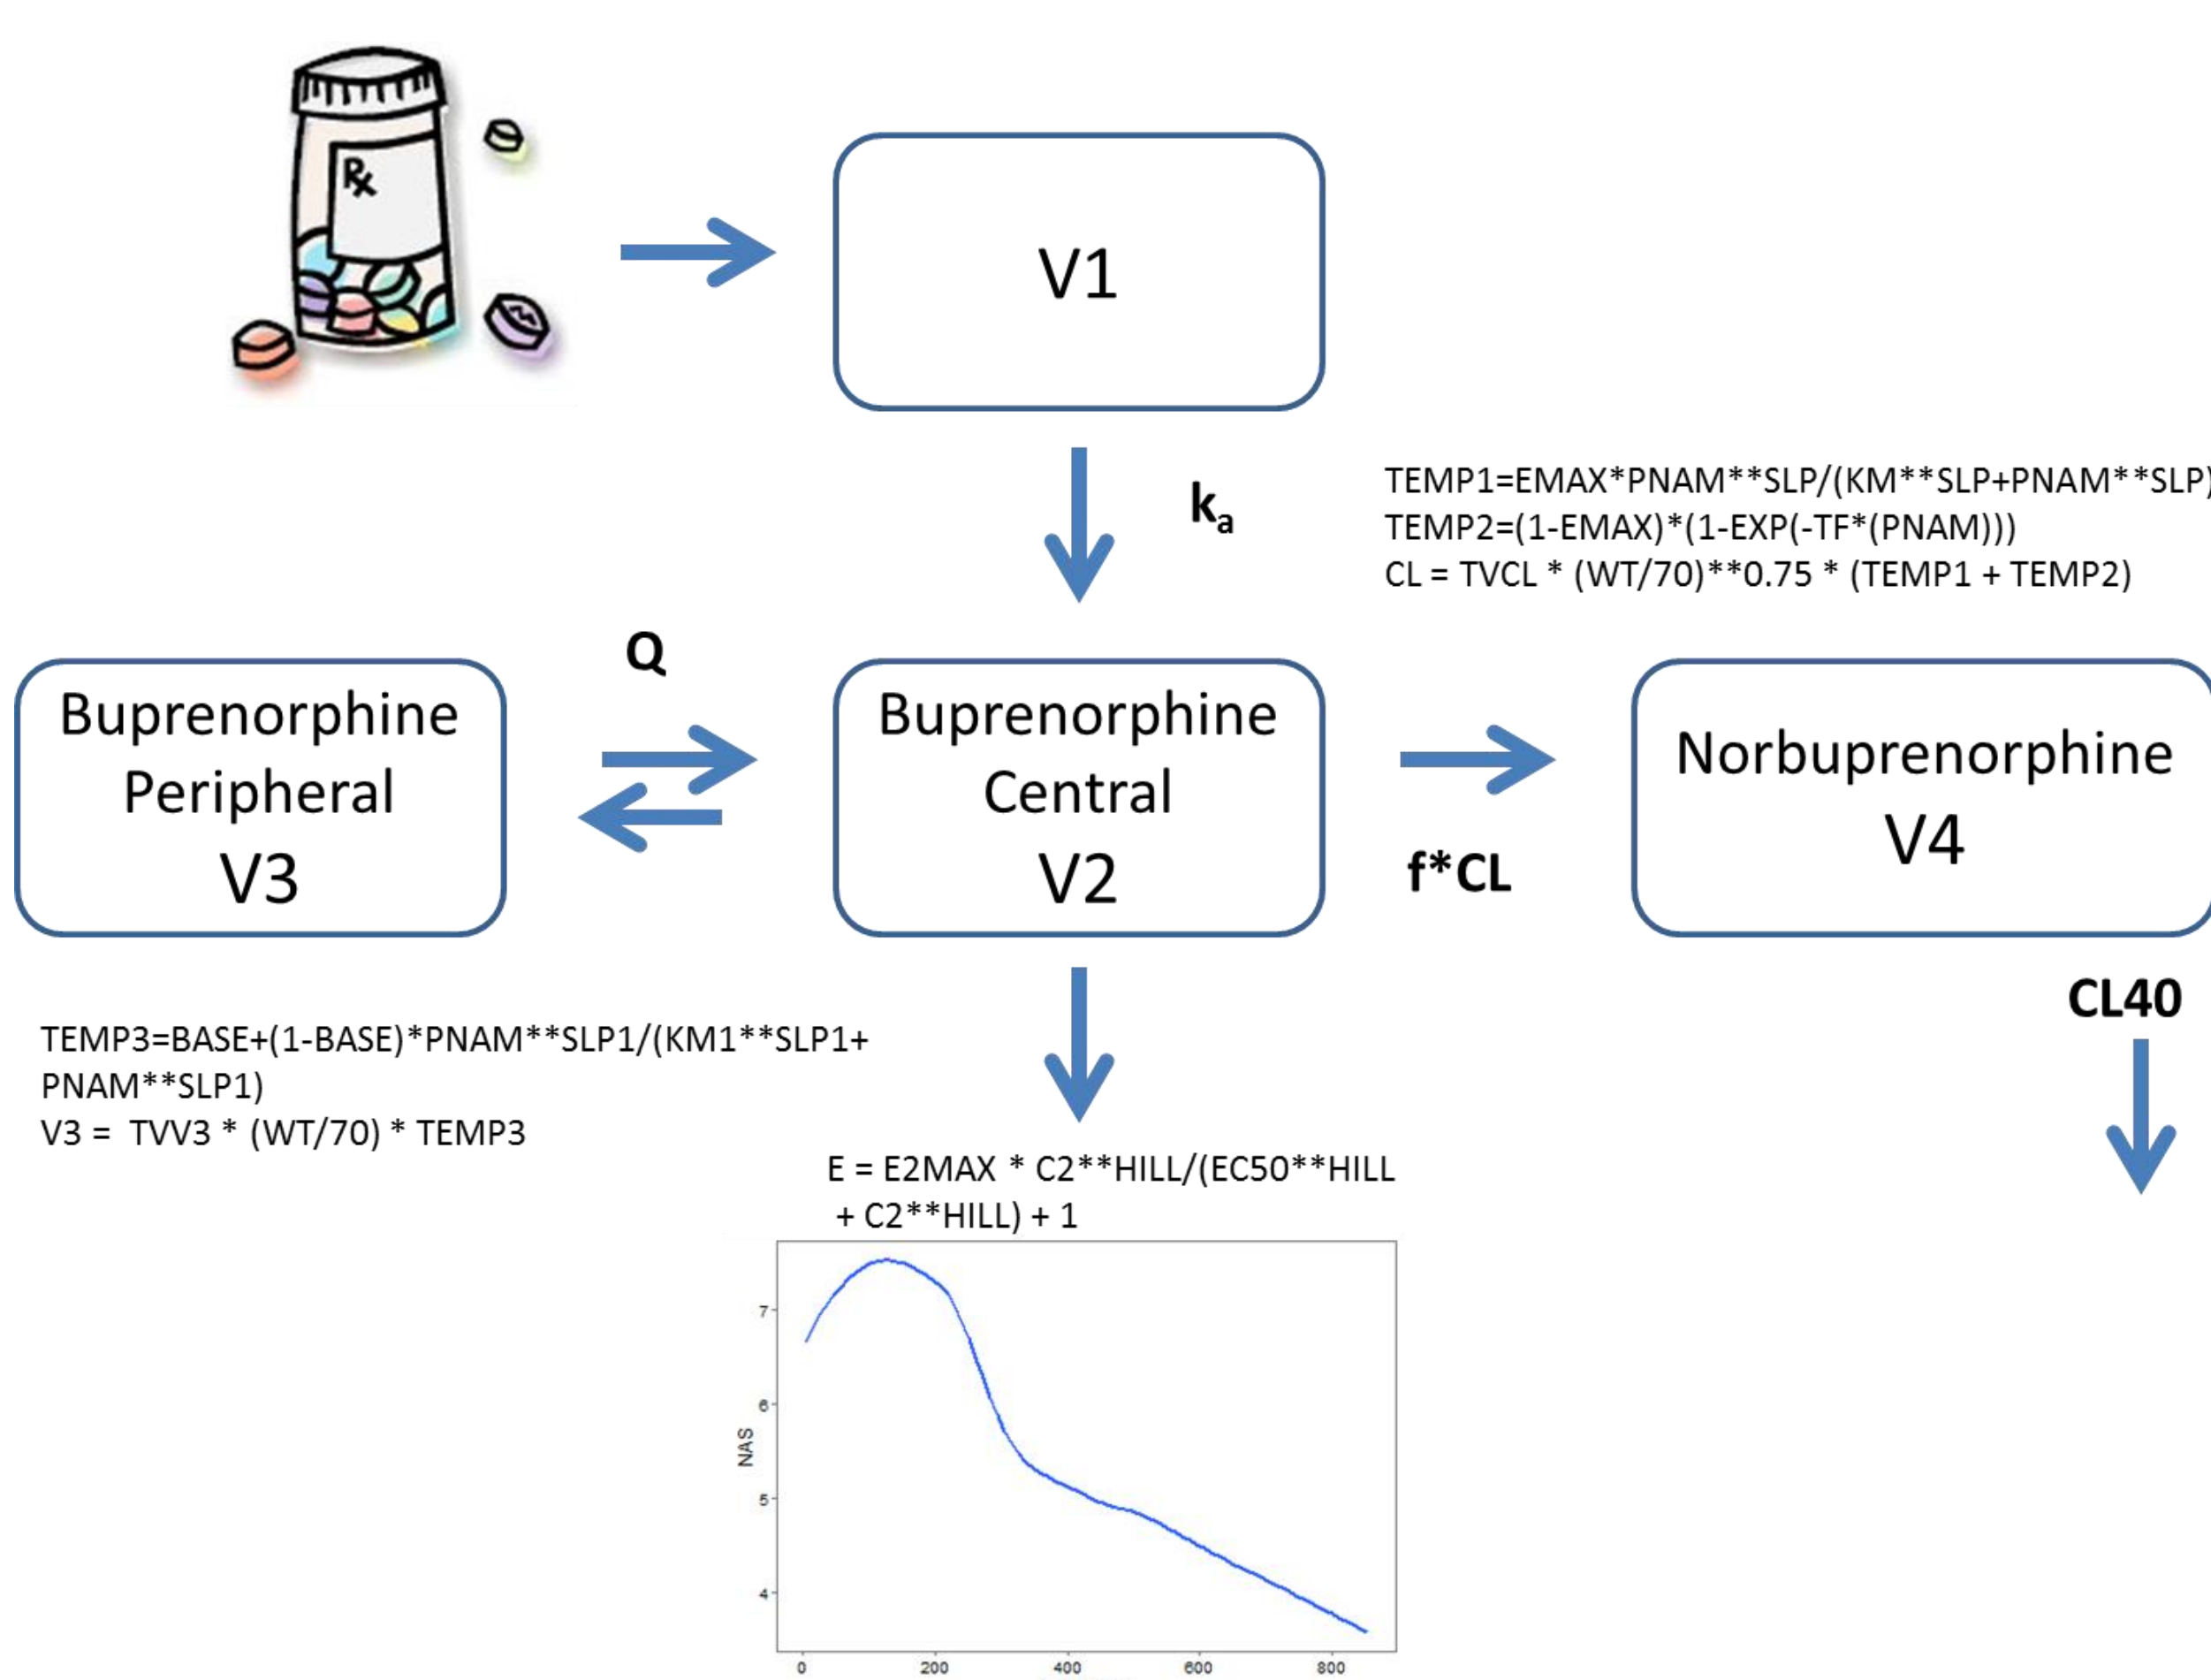 Rx
V1
ka
TEMP1=EMAX*PNAM**SLP/(KM**SLP+PNAM**SLP)
TEMP2=(1-EMAX)*(1-EXP(-TF*(PNAM)))
CL = TVCL * (WT/70)**0.75 * (TEMP1 + TEMP2)
Q
Buprenorphine
Peripheral
V3
Buprenorphine
Central
V2
f*CL
Norbuprenorphine
V4
CL40
TEMP3=BASE+(1-BASE)*PNAM**SLP1/(KM1**SLP1+
PNAM**SLP1)
V3 = TVV3 * (WT/70) * TEMP3
E = E2MAX * C2**HILL/(EC50**HILL
+ C2**HILL) + 1
7
6
5
4
NAS
0 200 400 600 800